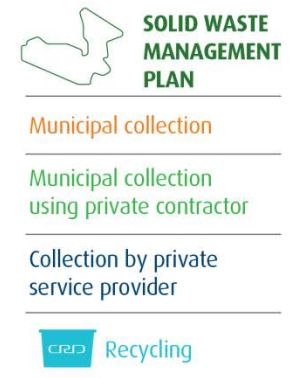 SOLID WASTE
MANAGEMENT
PLAN
Municipal collection
Municipal collection
using private contractor
Collection by private
service provider
CRD Recycling